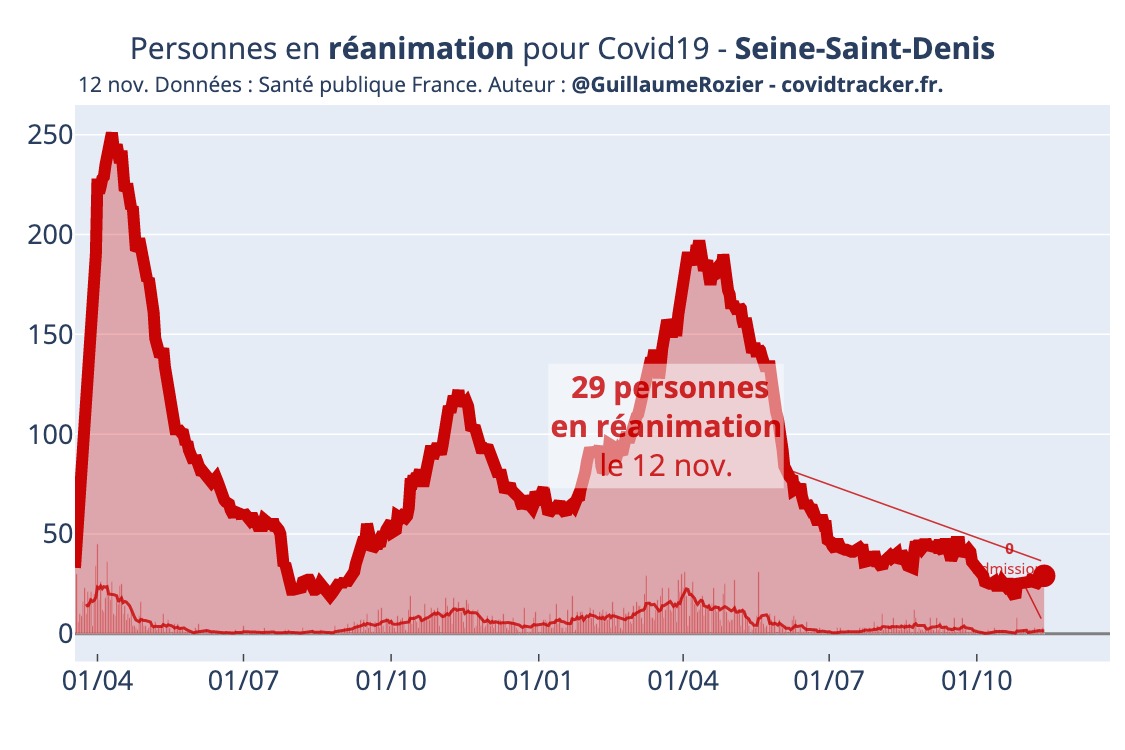 Personnes en réanimation pour Covid19 - Seine-Saint-Denis
12 nov. Données : Santé publique France. Auteur : @GuillaumeRozier - covidtracker.fr.
250
200
150
100
50
0
29 personnes
en réanimation
le 12 nov.
0
01/04
01/07
01/10
01/01
01/04
01/07
01/10